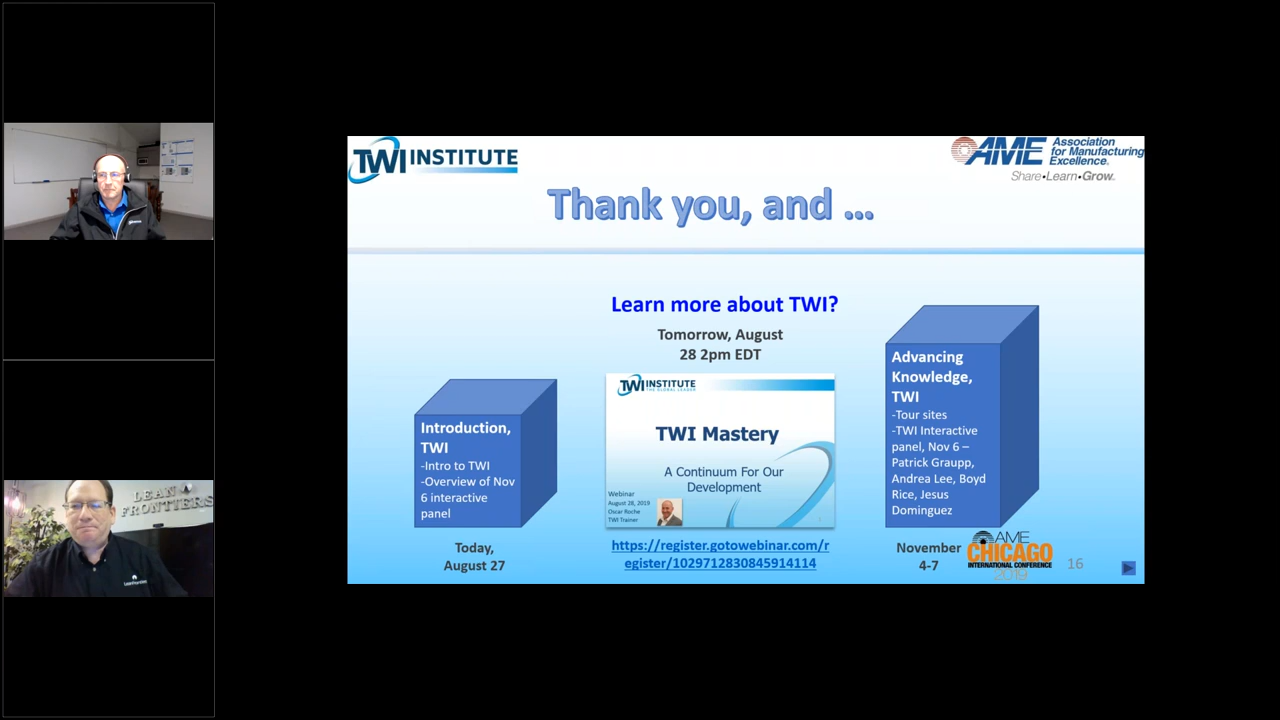 TWI INSTITUTE
AME Association
for Manufacturing
Excellence.
Share•Learn•Grow.
Thank you, and ...
Learn more about TWI?
Tomorrow, August
28 2pm EDT
Introduction,
TWI
-Intro to TWI
-Overview of Nov
6 interactive
panel
Today,
August 27
TWI INSTITUTE
THE GLOBAL LEADER
TWI Mastery
A Continuum For Our
Development
Webinar
August 28, 2019
Oscar Roche
TWI Trainer
https://register.gotowebinar.com/r
egister/1029712830845914114
Advancing
Knowledge,
TWI
-Tour sites
-TWI Interactive
panel, Nov 6 –
Patrick Graupp,
Andrea Lee, Boyd
Rice, Jesus
Dominguez
November
4-7
AME
CHICAGO
INTERNATIONAL CONFERENCE
2019
16
LEAN
FRONTIERS